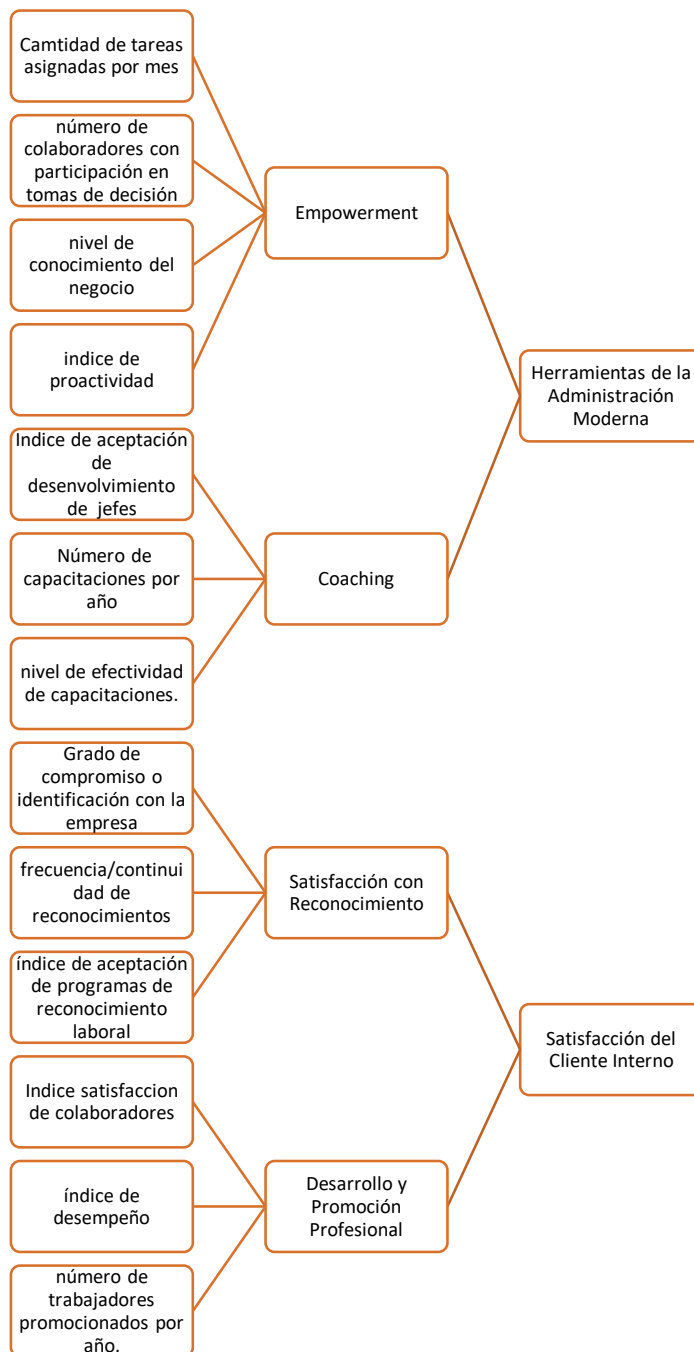 Camtidad de tareas
asignadas por mes
número de
colaboradores con
participación en
tomas de decisión
nivel de
conocimiento del
negocio
indice de
proactividad
Empowerment
Indice de aceptación
de
desenvolvimiento
de jefes
Número de
capacitaciones por
año
nivel de efectividad
de capacitaciones.
Coaching
Herramientas de la
Administración
Moderna
Grado de
compromiso o
identificación con la
empresa
frecuencia/continui
dad de
reconocimientos
índice de aceptación
de programas de
reconocimiento
laboral
Satisfacción con
Reconocimiento
Indice satisfaccion
de colaboradores
índice de
desempeño
número de
trabajadores
promocionados por
año.
Desarrollo y
Promoción
Profesional
Satisfacción del
Cliente Interno